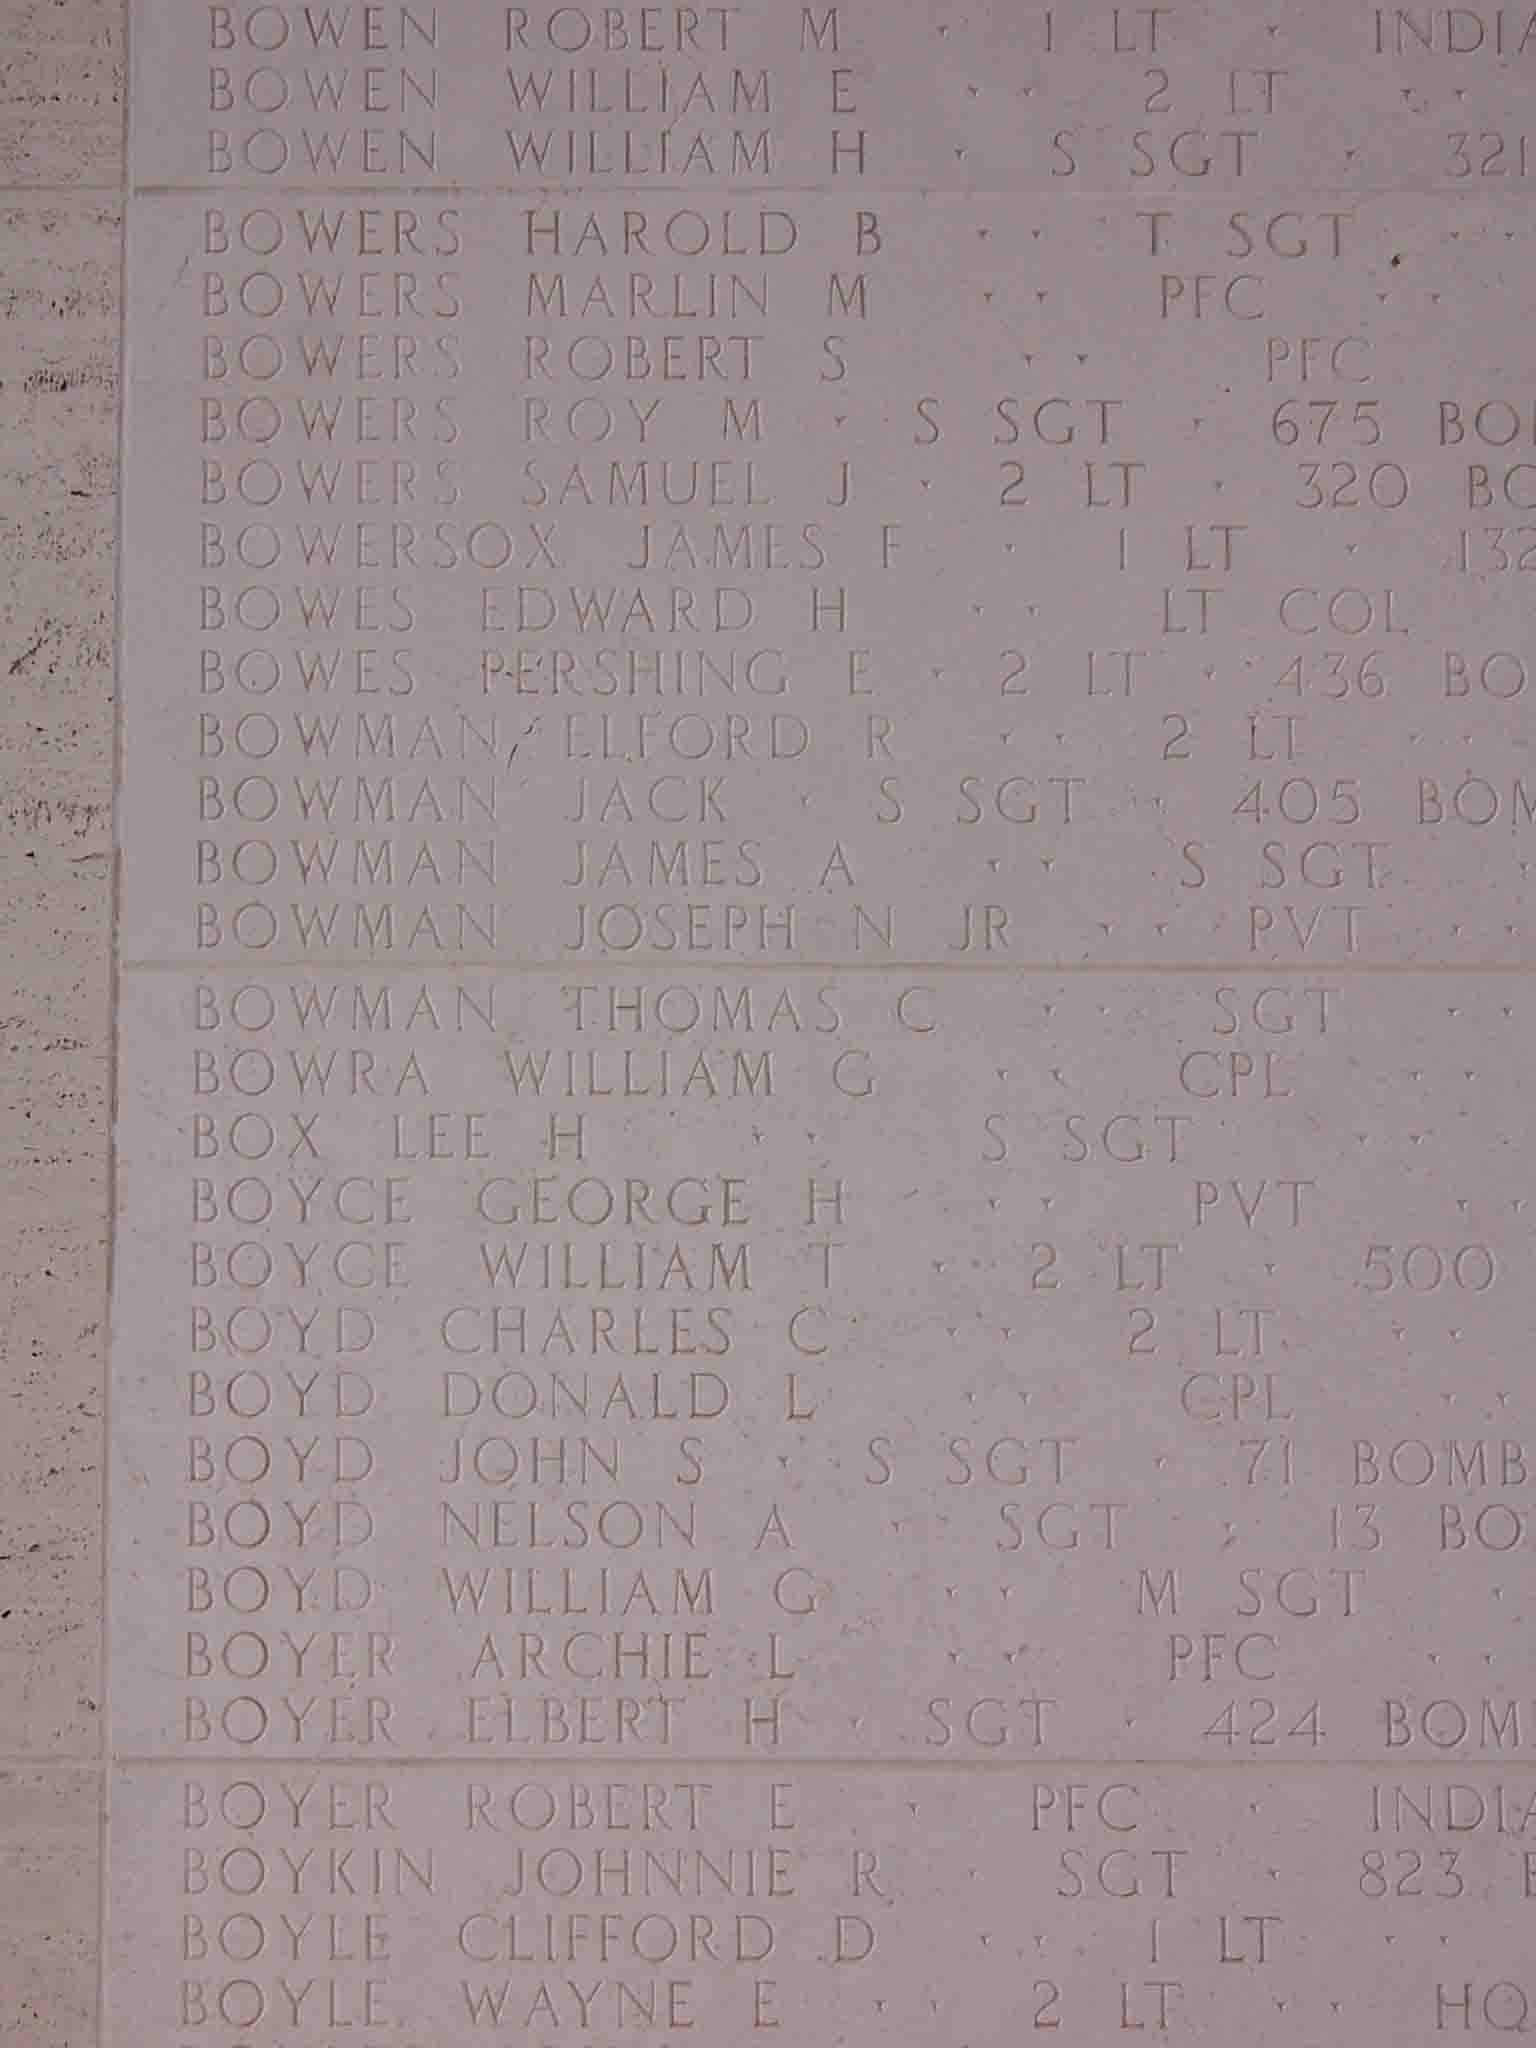 BOWEN ROBERT M · 1 LT · INDIA
BOWEN WILLIAM E · · 2 LT · ·
BOWEN WILLIAM H · S SGT · 321
BOWERS HAROLD B · · T SGT · ·
BOWERS MARLIN M · · PFC · ·
BOWERS ROBERT S · · PFC
BOWERS ROY M · S SGT · 675 BO
BOWERS SAMUEL J · 2 LT · 320 BO
BOWERSOX JAMES F · 1 LT · 132
BOWES EDWARD H · · LT COL
BOWES PERSHING E · 2 LT · 436 BO
BOWMAN ELFORD R · · 2 LT · ·
BOWMAN JACK · S SGT · 405 BOM
BOWMAN JAMES A · · S SGT ·
BOWMAN JOSEPH N JR · · PVT · ·
BOWMAN THOMAS C · · SGT · ·
BOWRA WILLIAM G · · CPL · ·
BOX LEE H · · S SGT · ·
BOYCE GEORGE H · · PVT · ·
BOYCE WILLIAM T · 2 LT · 500
BOYD CHARLES C · · 2 LT · ·
BOYD DONALD L · · CPL · ·
BOYD JOHN S · S SGT · 71 BOMB
BOYD NELSON A · SGT · 13 BO
BOYD WILLIAM G · · M SGT ·
BOYER ARCHIE L · · PFC · ·
BOYER ELBERT H · SGT · 424 BOM
BOYER ROBERT E · PFC · INDIA
BOYKIN JOHNNIE R · SGT · 823 B
BOYLE CLIFFORD D · · 1 LT · ·
BOYLE WAYNE E · · 2 LT · · HQ